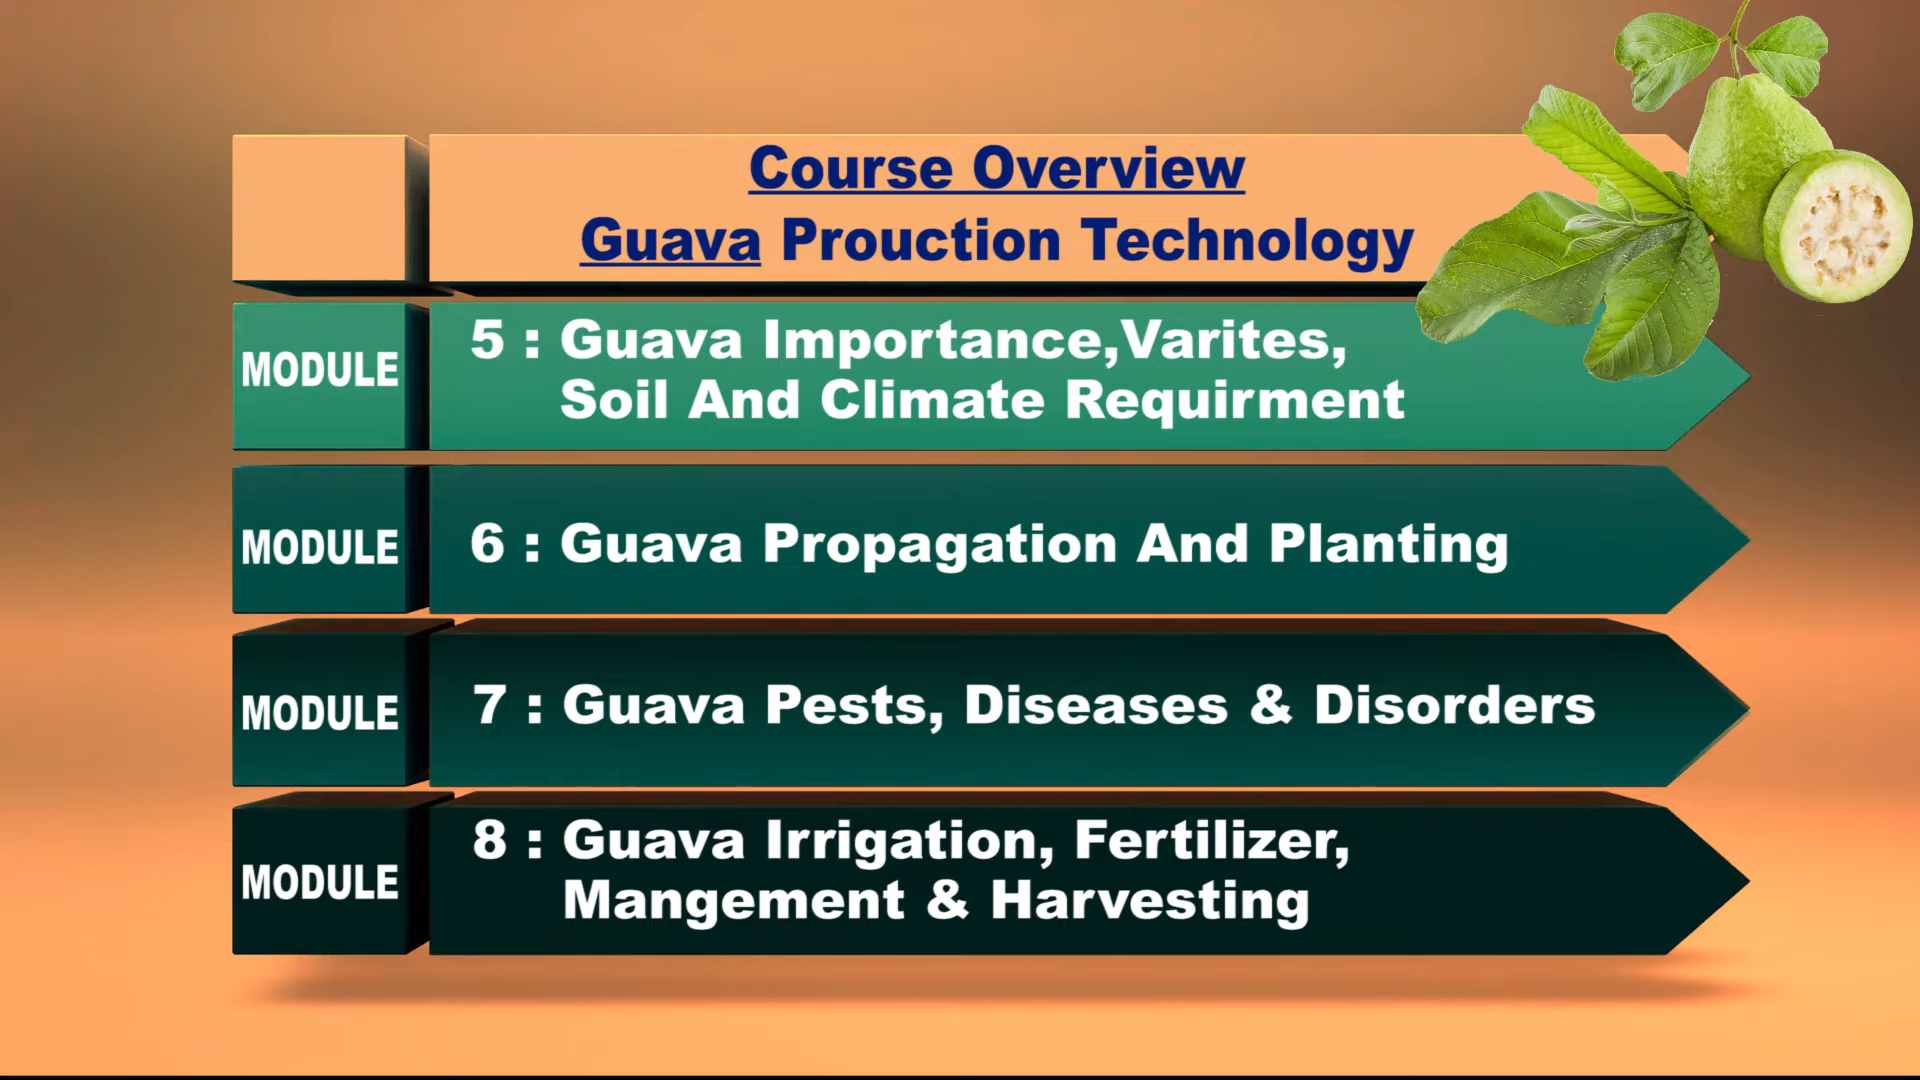 Course Overview
Guava Prouction Technology
MODULE
5 : Guava Importance,Varites,
Soil And Climate Requirment
MODULE
6 : Guava Propagation And Planting
MODULE
7 : Guava Pests, Diseases & Disorders
MODULE
8 : Guava Irrigation, Fertilizer,
Mangement & Harvesting